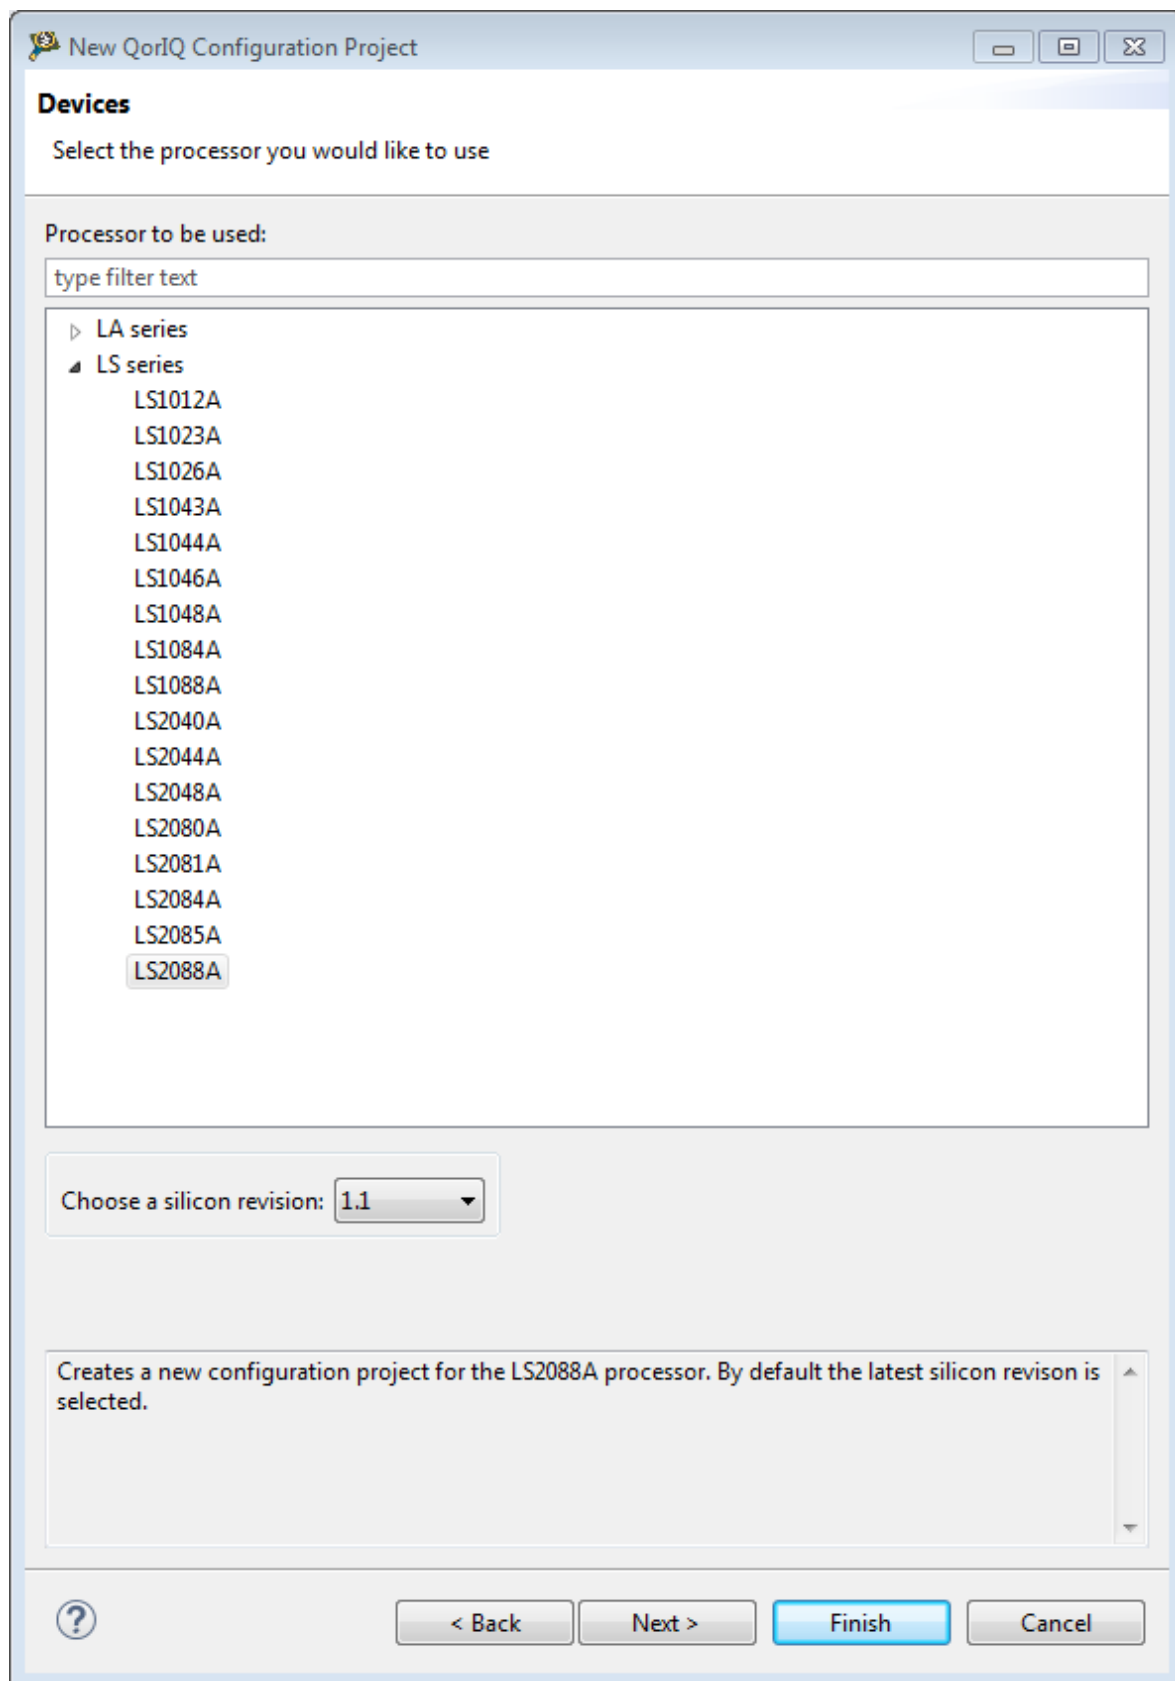 New QorIQ Configuration Project
Devices
Select the processor you would like to use
Processor to be used:
type filter text
LA series
LS series
LS1012A
LS1023A
LS1026A
LS1043A
LS1044A
LS1046A
LS1048A
LS1084A
LS1088A
LS2040A
LS2044A
LS2048A
LS2080A
LS2081A
LS2084A
LS2085A
LS2088A
Choose a silicon revision: 1.1
Creates a new configuration project for the LS2088A processor. By default the latest silicon revison is
selected.
? < Back Next > Finish Cancel